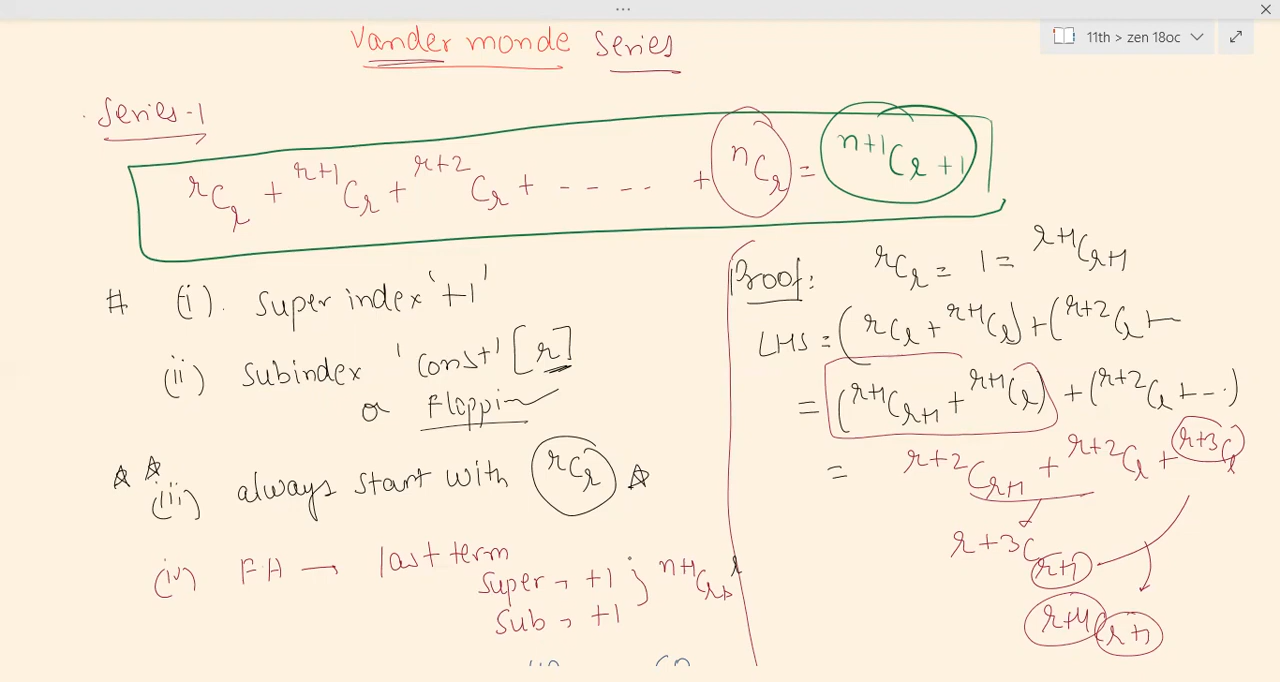 ...
11th > zen 18oc
Vander monde Series
Series-1
ʳCᵣ + ʳ⁺¹Cᵣ + ʳ⁺²Cᵣ + - - - - + ⁿCᵣ = ⁿ⁺¹Cᵣ₊₁
# (i). Super index '+1'
(ii) Subindex 'const' [r]
or Floppin
(iii) always start with ʳCᵣ
(iv) FA → last term
super → +1 } ⁿ⁺¹Cᵣ₊₁
Sub → +1
Proof: ʳCᵣ = 1 = ʳ⁺¹Cᵣ₊₁
LHS = (ʳCᵣ + ʳ⁺¹Cᵣ) + (ʳ⁺²Cᵣ + -
= (ʳ⁺¹Cᵣ₊₁ + ʳ⁺¹Cᵣ) + (ʳ⁺²Cᵣ + - ·)
= ʳ⁺²Cᵣ₊₁ + ʳ⁺²Cᵣ + ʳ⁺³Cᵣ
ʳ⁺³Cᵣ₊₁
ʳ⁺⁴Cᵣ₊₁